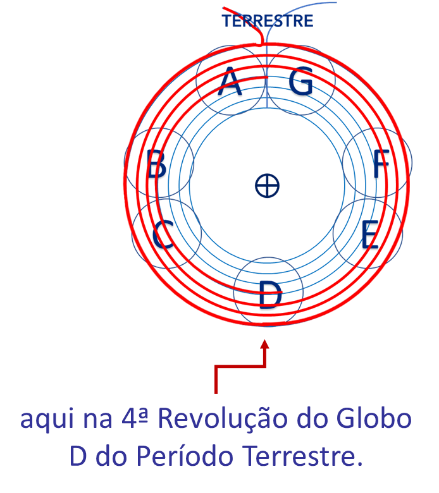 TERRESTRE
A G
B F
C E
D
aqui na 4ª Revolução do Globo
D do Período Terrestre.